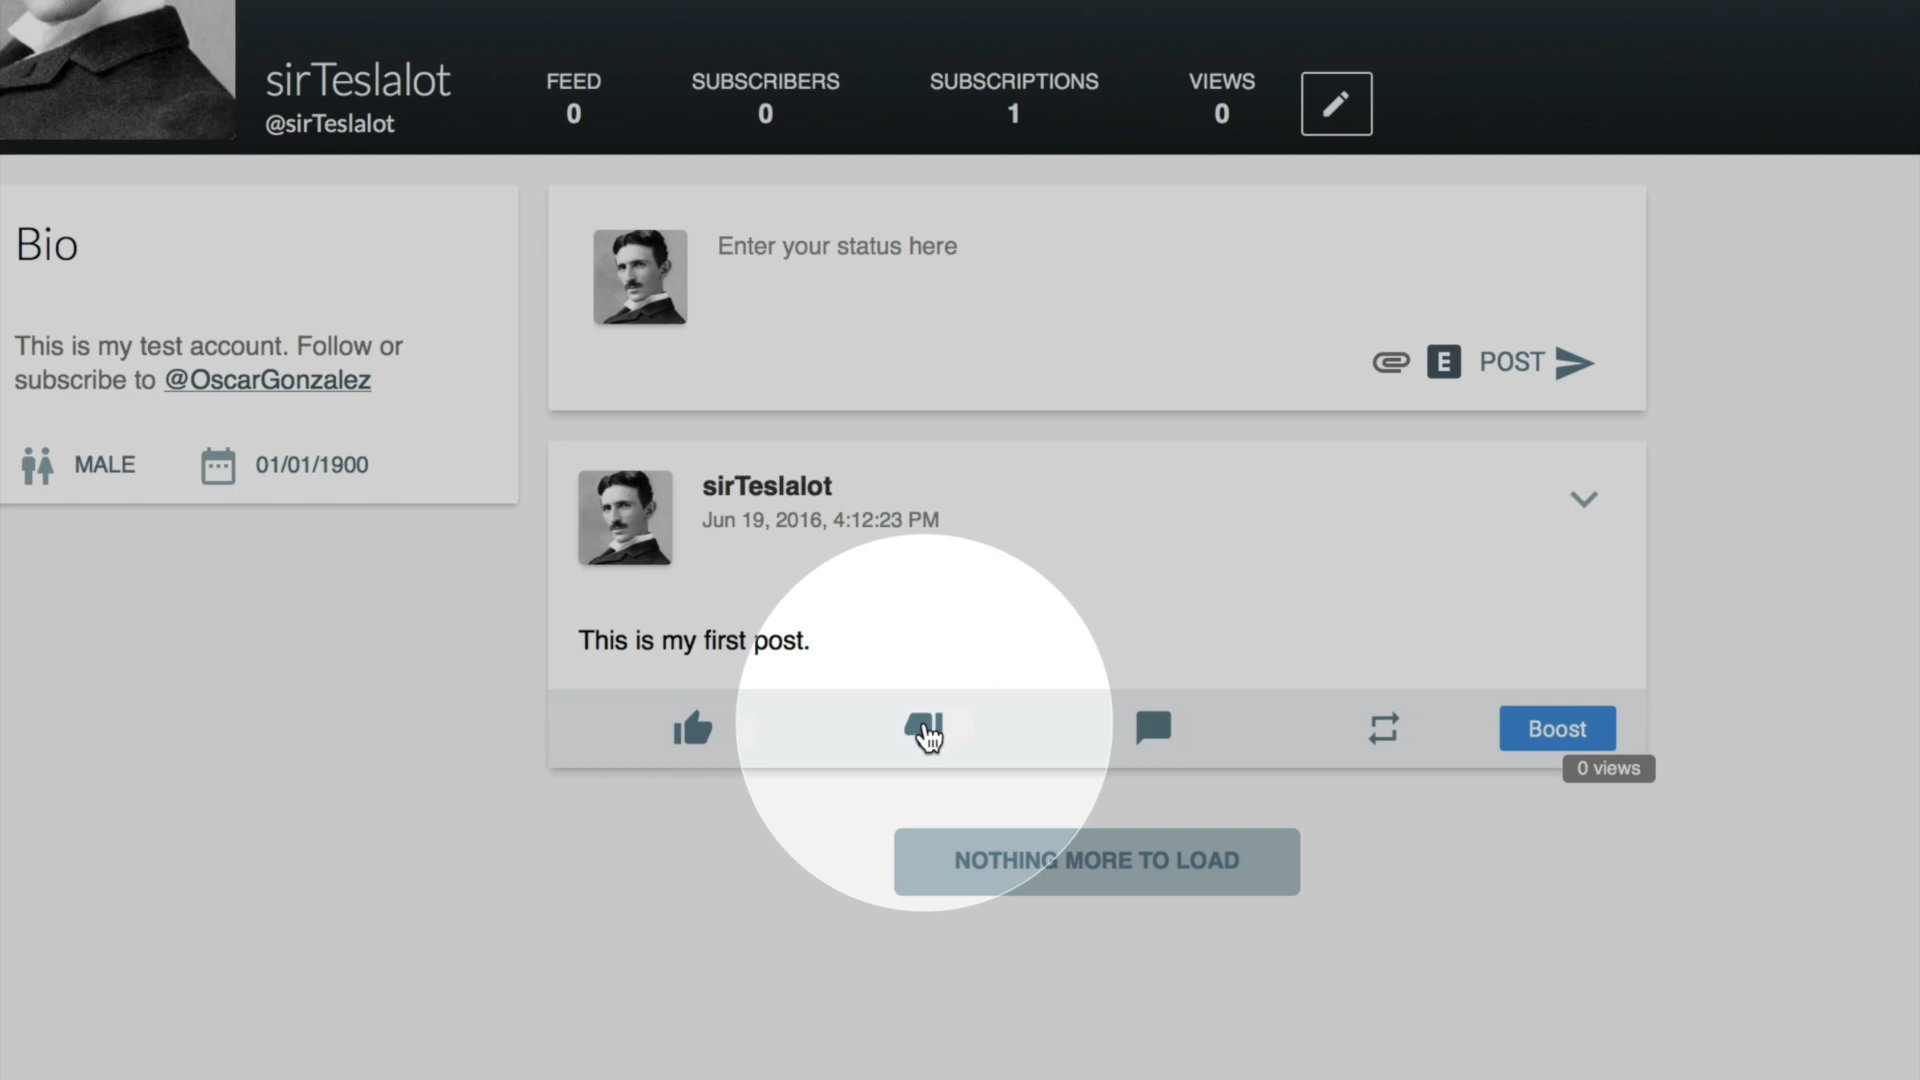 sirTeslalot
@sirTeslalot
FEED
0
SUBSCRIBERS
0
SUBSCRIPTIONS
1
VIEWS
0
Bio
This is my test account. Follow or
subscribe to @OscarGonzalez
MALE
01/01/1900
Enter your status here
E POST
sirTeslalot
Jun 19, 2016, 4:12:23 PM
This is my first post.
Boost
0 views
NOTHING MORE TO LOAD